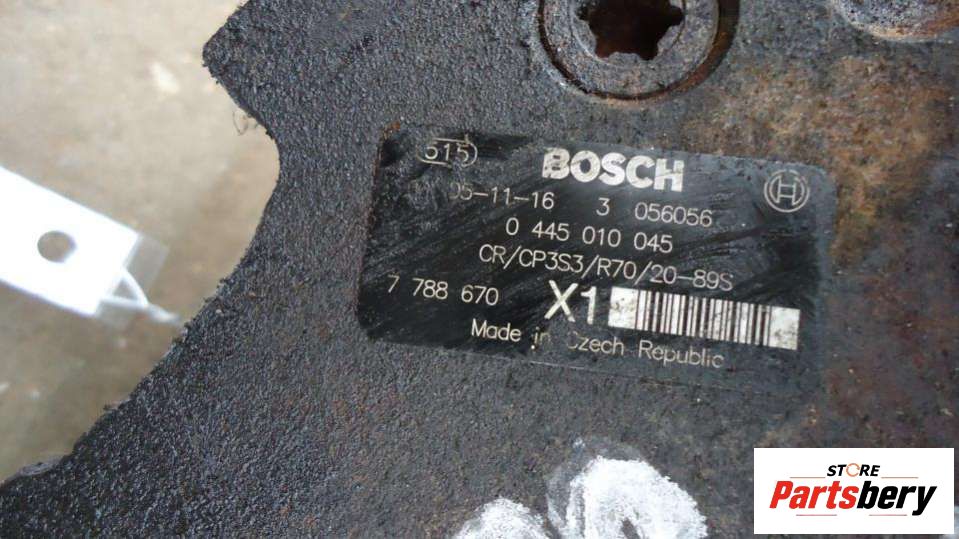 515 BOSCH H
05-11-16 3 056056
0 445 010 045
CR/CP3S3/R70/20-89S
7 788 670 X1
Made in Czech Republic
STORE
Partsbery